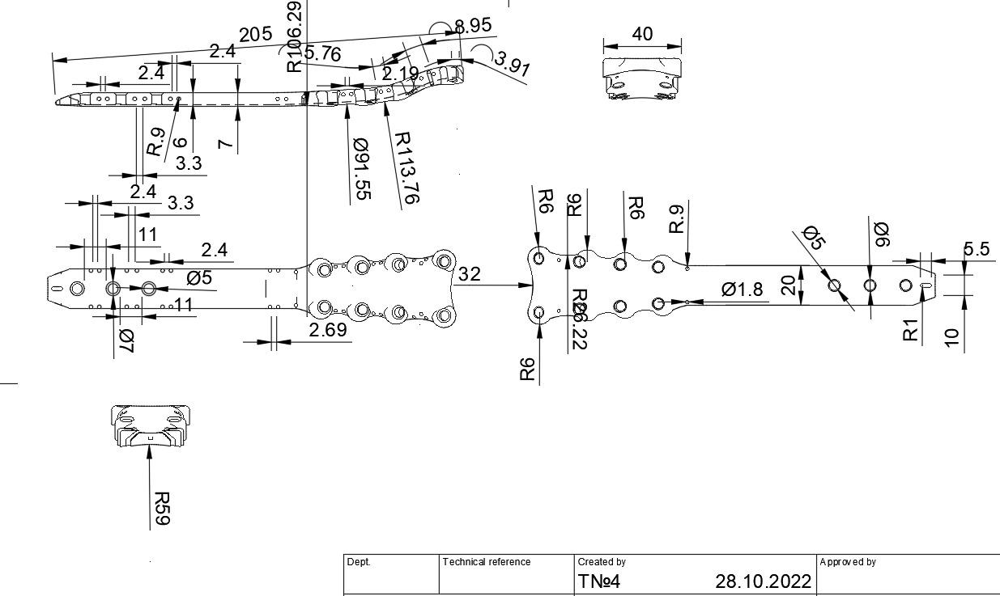 205
R106.29
8.95
5.76
2.4
2.4
2.19
3.91
40
R.9
6
7
3.3
Ø91.55
R113.76
2.4
3.3
11
2.4
Ø5
11
Ø7
2.69
32
R6
R6
R6
R.9
Ø5
Ø6
5.5
Ø1.8
20
R1
10
R6
R59
Dept.
Technical reference
Created by
Approved by
TNo4
28.10.2022